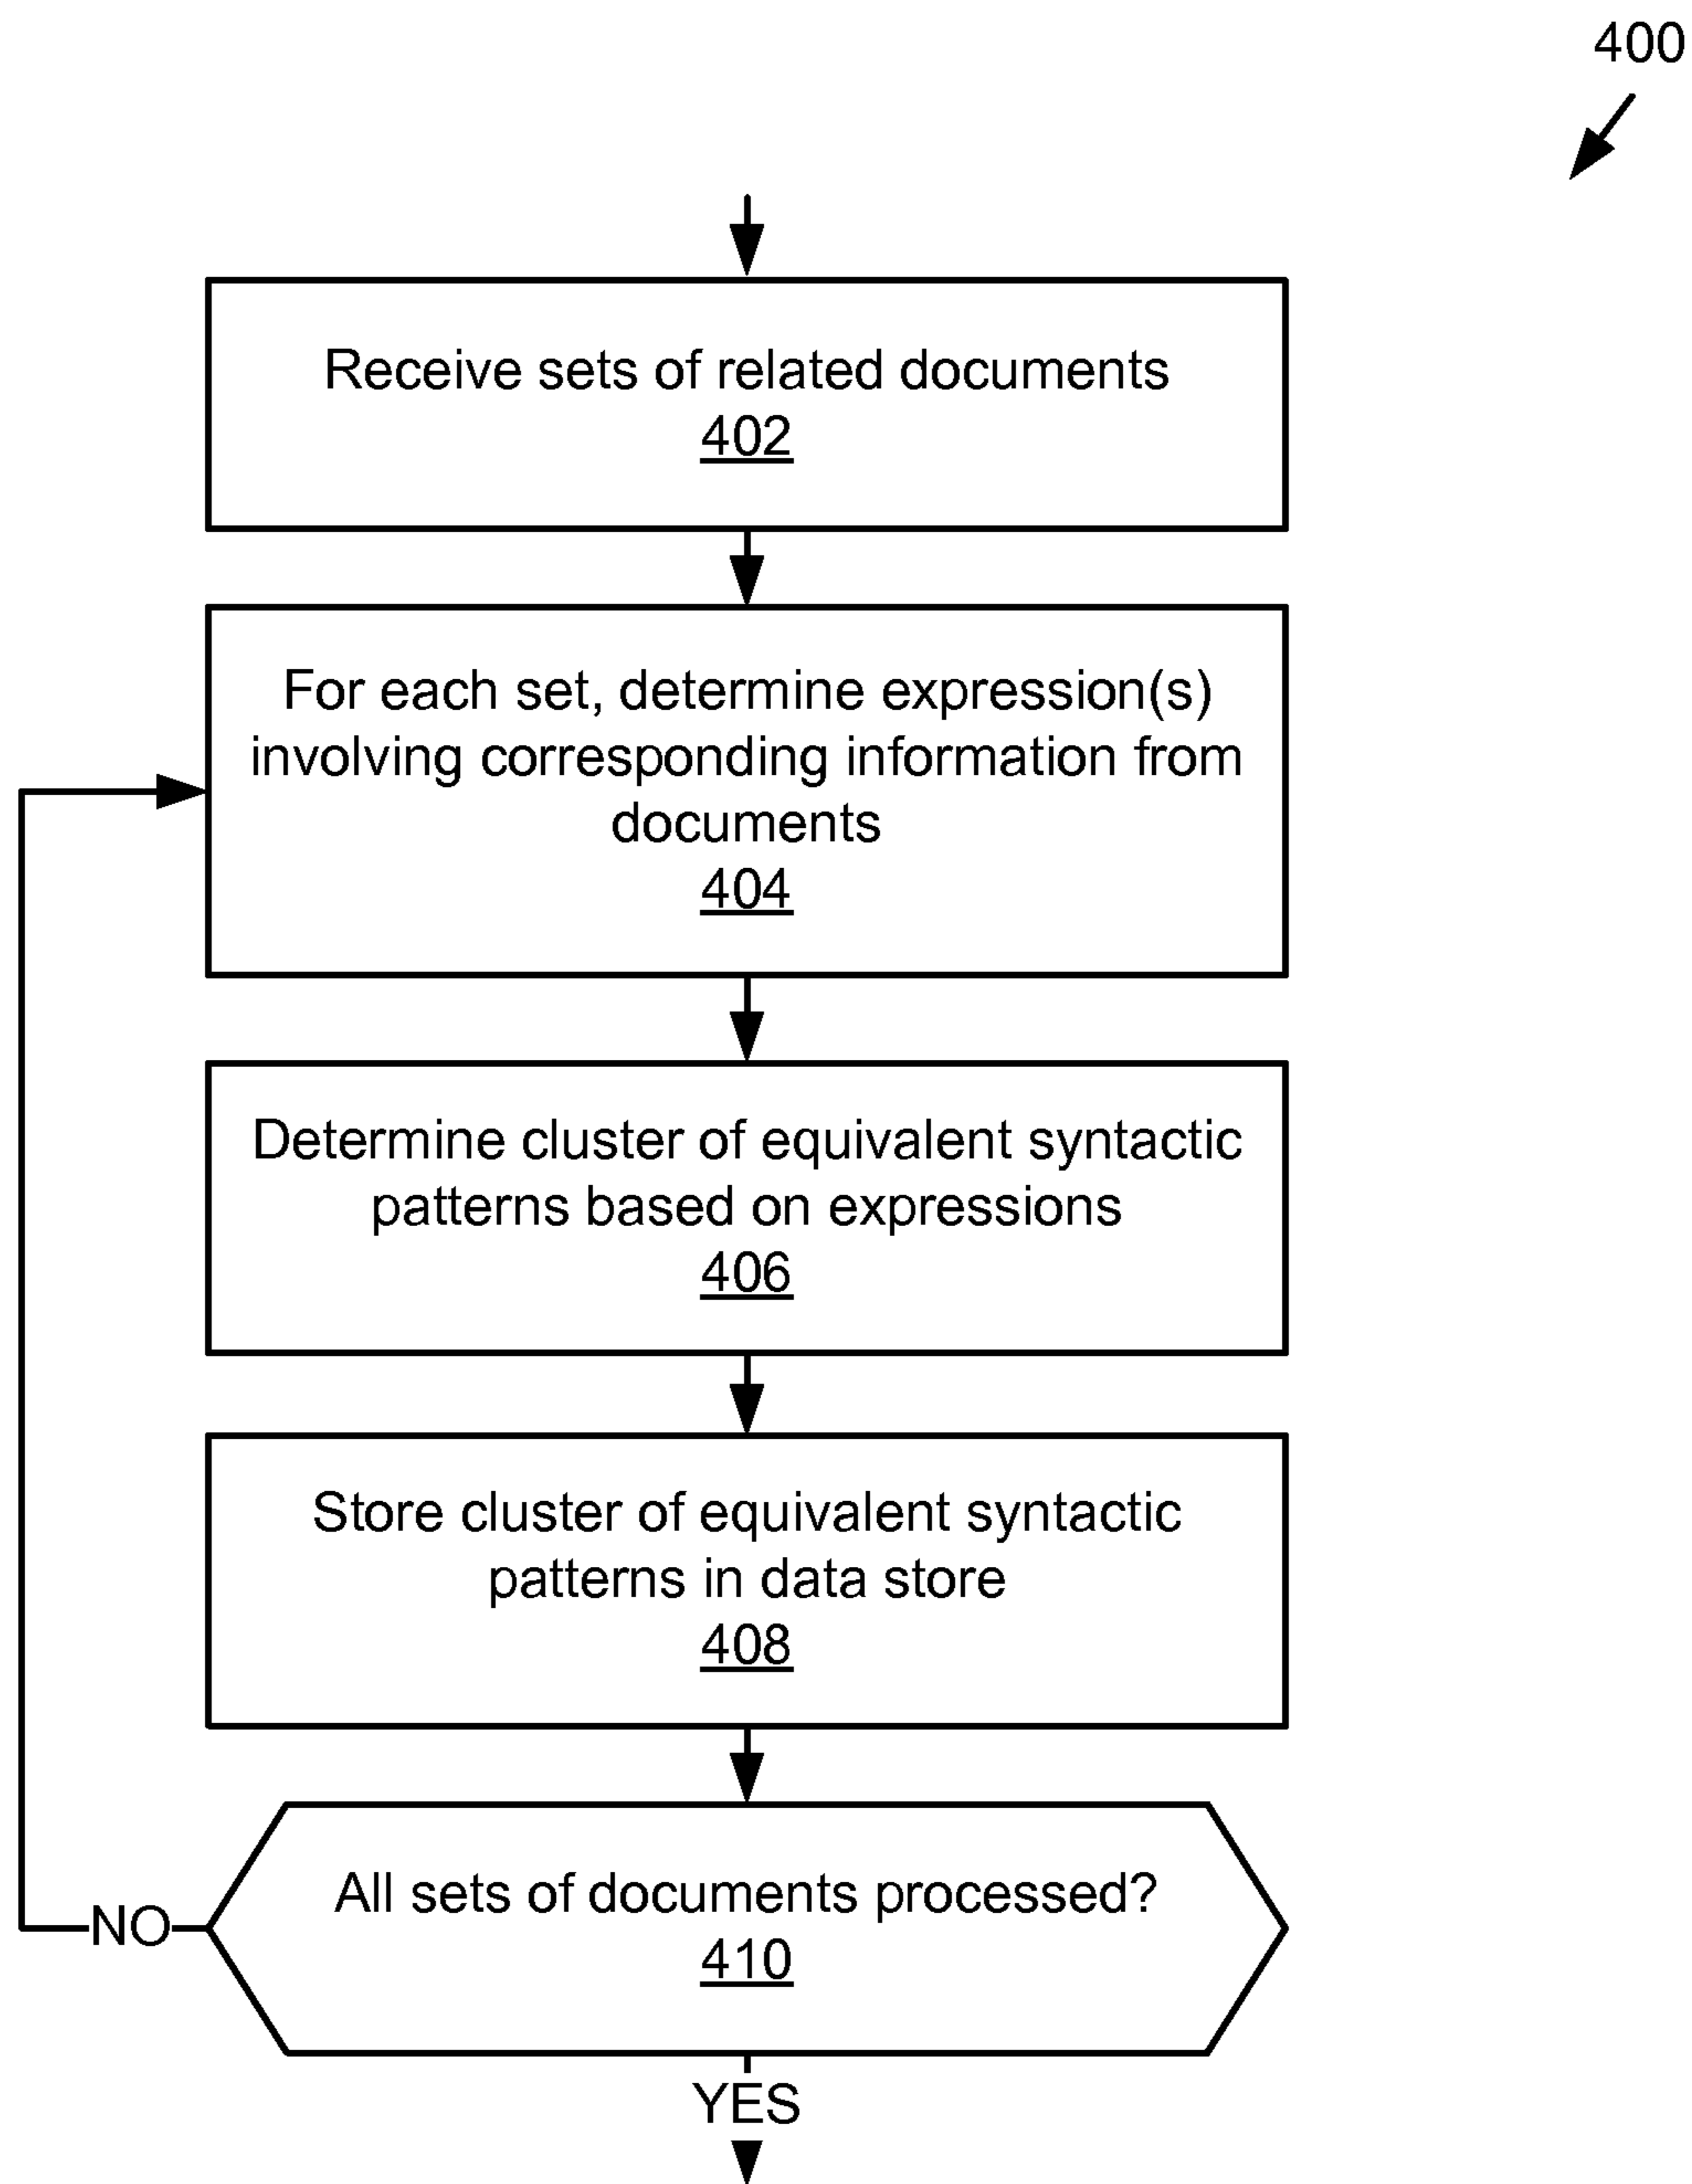 400
Receive sets of related documents
402
For each set, determine expression(s)
involving corresponding information from
documents
404
Determine cluster of equivalent syntactic
patterns based on expressions
406
Store cluster of equivalent syntactic
patterns in data store
408
All sets of documents processed?
410
NO
YES